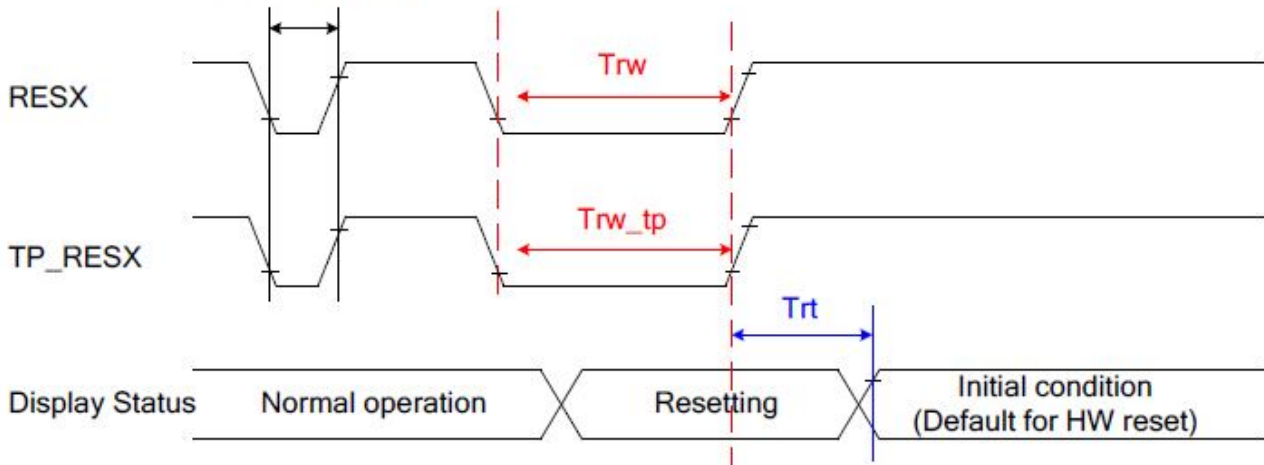 RESX
Trw
TP_RESX
Trw_tp
Trt
Display Status
Normal operation
Resetting
Initial condition
(Default for HW reset)